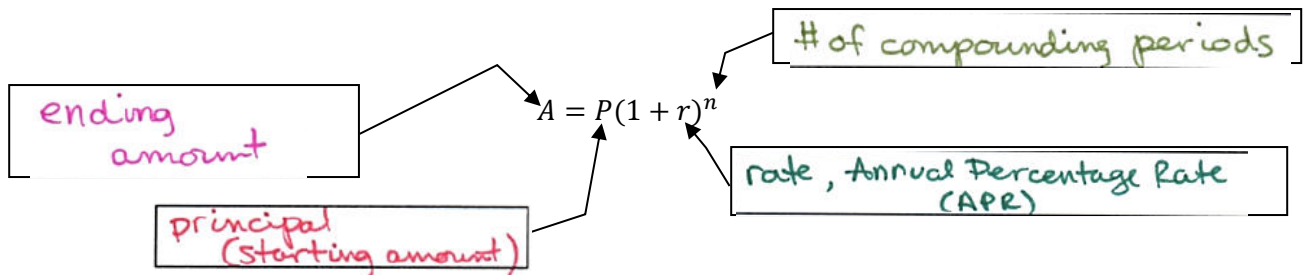 # of compounding periods
ending
amount
A = P(1 + r)^n
rate, Annual Percentage Rate
(APR)
principal
(starting amount)